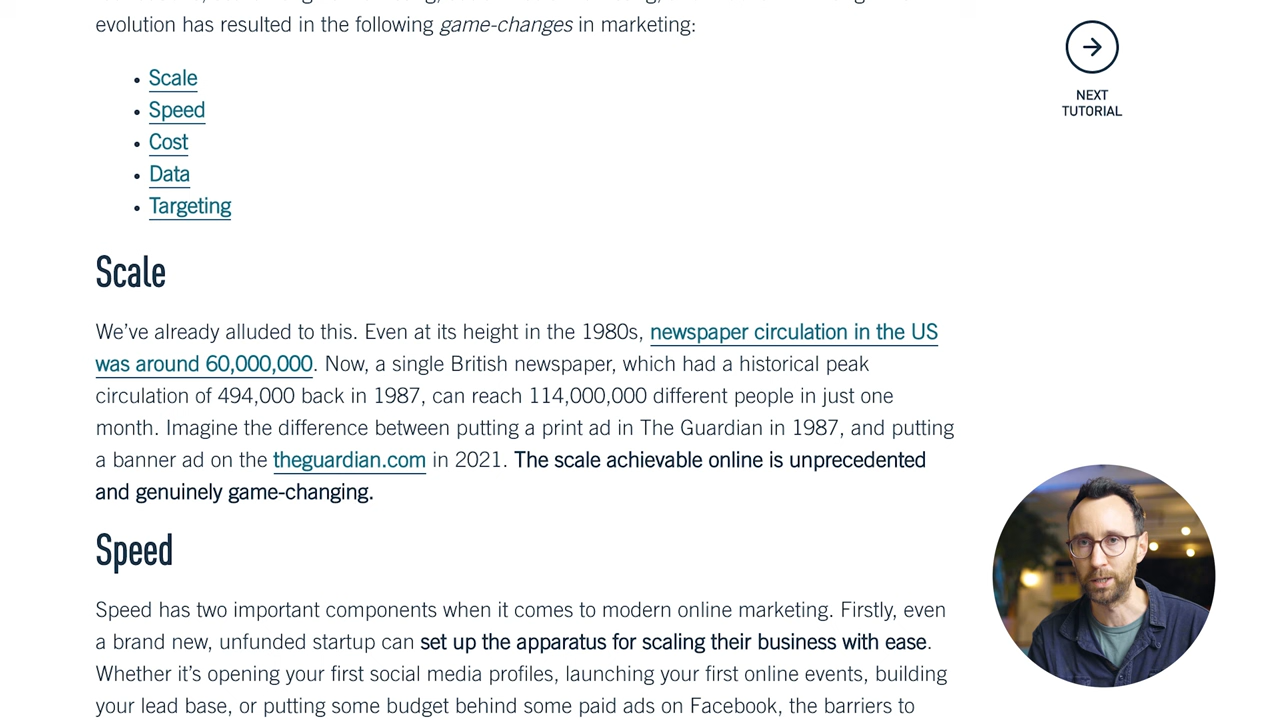 evolution has resulted in the following game-changes in marketing:
Scale
Speed
Cost
Data
Targeting
NEXT
TUTORIAL
Scale
We’ve already alluded to this. Even at its height in the 1980s, newspaper circulation in the US
was around 60,000,000. Now, a single British newspaper, which had a historical peak
circulation of 494,000 back in 1987, can reach 114,000,000 different people in just one
month. Imagine the difference between putting a print ad in The Guardian in 1987, and putting
a banner ad on the theguardian.com in 2021. The scale achievable online is unprecedented
and genuinely game-changing.
Speed
Speed has two important components when it comes to modern online marketing. Firstly, even
a brand new, unfunded startup can set up the apparatus for scaling their business with ease.
Whether it’s opening your first social media profiles, launching your first online events, building
your lead base, or putting some budget behind some paid ads on Facebook, the barriers to